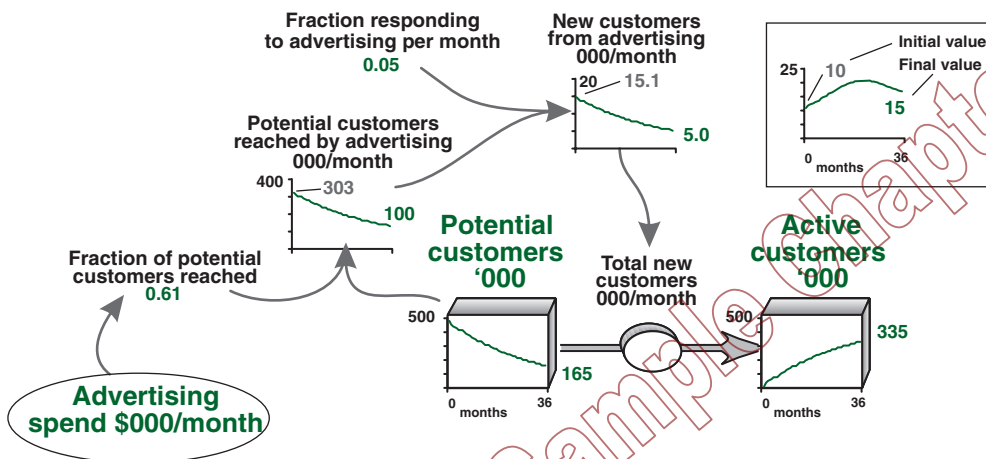 Fraction responding
to advertising per month
0.05
New customers
from advertising
000/month
20
15.1
5.0
Initial value
Final value
25
10
15
0
36
months
Potential customers
reached by advertising
000/month
400
303
100
Fraction of potential
customers reached
0.61
Potential
customers
‘000
500
165
0
36
months
Total new
customers
000/month
Active
customers
‘000
500
335
0
36
months
Advertising
spend $000/month
Sample Chapte